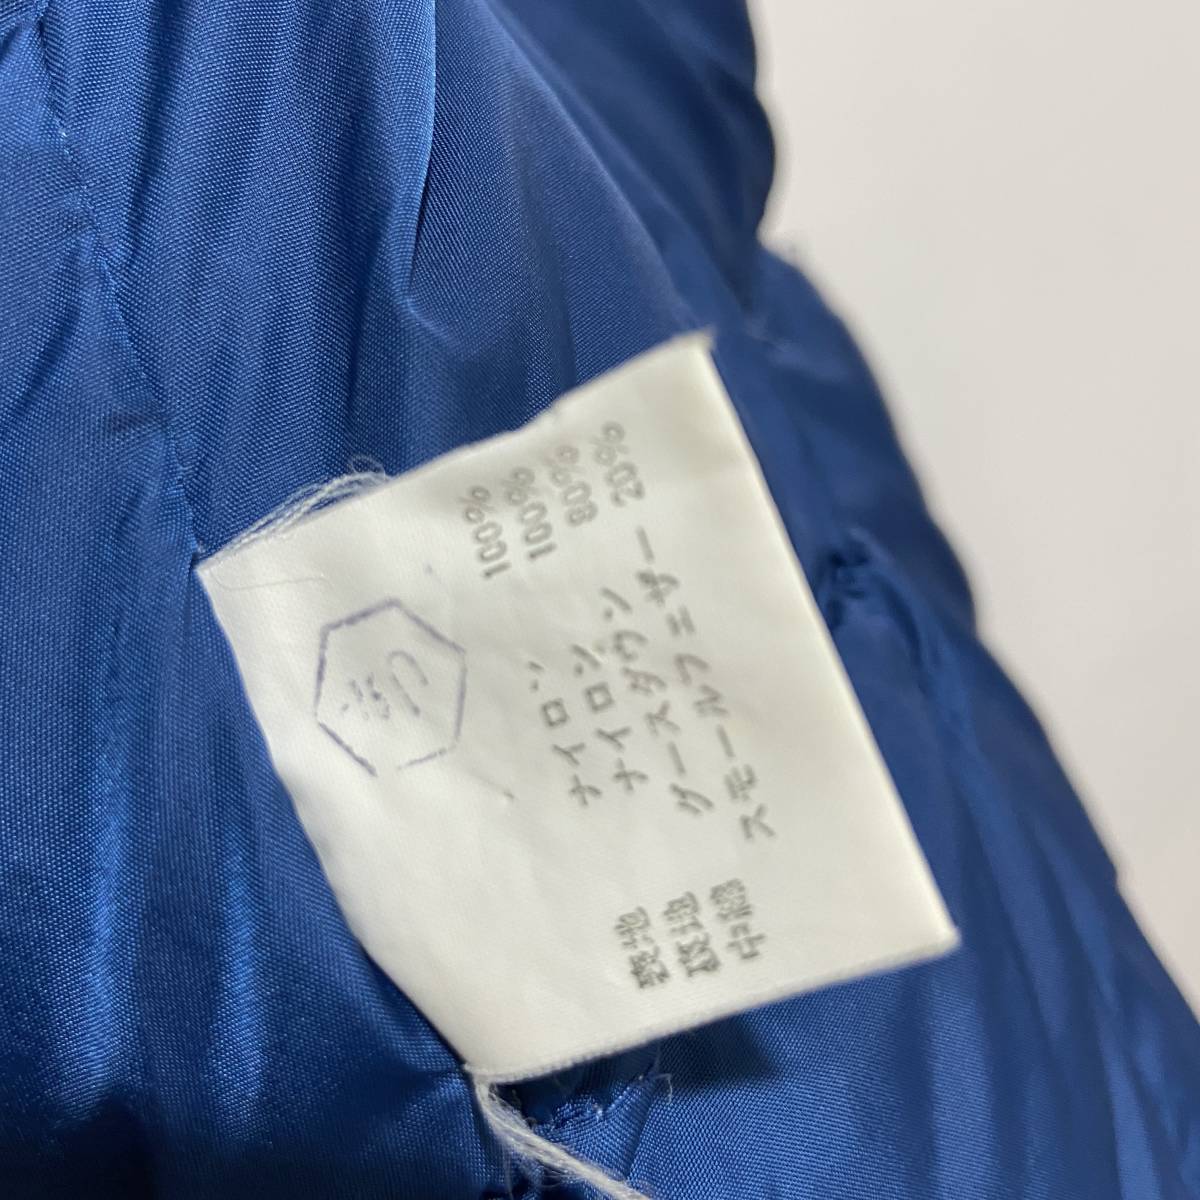 表地 ナイロン 100%
裏地 ナイロン 100%
中綿 グースダウン 80%
スモールフェザー 20%